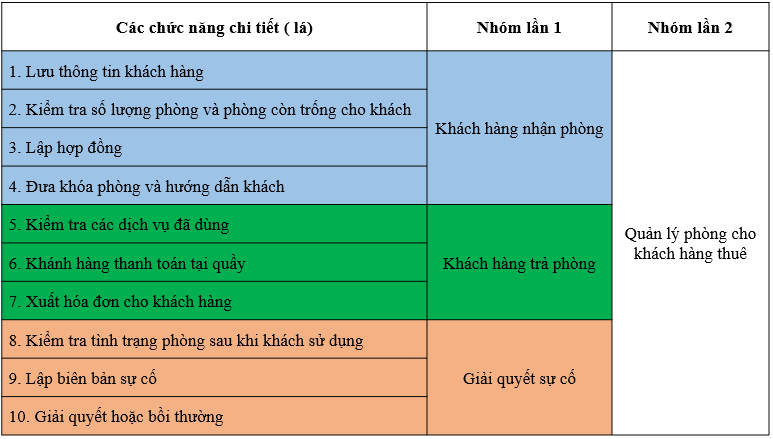 Các chức năng chi tiết ( lá)
Nhóm lần 1
Nhóm lần 2
1. Lưu thông tin khách hàng
2. Kiểm tra số lượng phòng và phòng còn trống cho khách
3. Lập hợp đồng
4. Đưa khóa phòng và hướng dẫn khách
Khách hàng nhận phòng
5. Kiểm tra các dịch vụ đã dùng
6. Khánh hàng thanh toán tại quầy
7. Xuất hóa đơn cho khách hàng
Khách hàng trả phòng
8. Kiểm tra tình trạng phòng sau khi khách sử dụng
9. Lập biên bản sự cố
10. Giải quyết hoặc bồi thường
Giải quyết sự cố
Quản lý phòng cho
khách hàng thuê